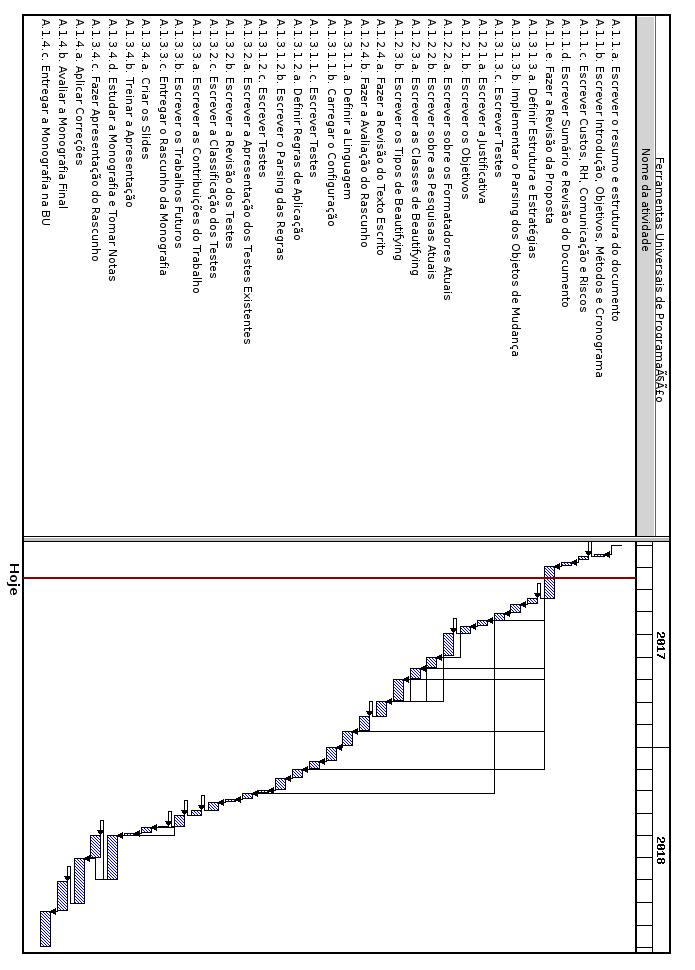 Ferramentas Universais de ProgramaÃ§Ã£o
Nome da atividade
2017
2018
A.1.1.a. Escrever o resumo e estrutura do documento
A.1.1.b. Escrever Introdução, Objetivos, Métodos e Cronograma
A.1.1.c. Escrever Custos, RH, Comunicação e Riscos
A.1.1.d. Escrever Sumário e Revisão do Documento
A.1.1.e. Fazer a Revisão da Proposta
A.1.3.1.3.a. Definir Estrutura e Estratégias
A.1.3.1.3.b. Implementar o Parsing dos Objetos de Mudança
A.1.3.1.3.c. Escrever Testes
A.1.2.1.a. Escrever a Justificativa
A.1.2.1.b. Escrever os Objetivos
A.1.2.2.a. Escrever sobre os Formatadores Atuais
A.1.2.2.b. Escrever sobre as Pesquisas Atuais
A.1.2.3.a. Escrever as Classes de Beautifying
A.1.2.3.b. Escrever os Tipos de Beautifying
A.1.2.4.a. Fazer a Revisão do Texto Escrito
A.1.2.4.b. Fazer a Avaliação do Rascunho
A.1.3.1.1.a. Definir a Linguagem
A.1.3.1.1.b. Carregar o Configuração
A.1.3.1.1.c. Escrever Testes
A.1.3.1.2.a. Definir Regras de Aplicação
A.1.3.1.2.b. Escrever o Parsing das Regras
A.1.3.1.2.c. Escrever Testes
A.1.3.2.a. Escrever a Apresentação dos Testes Existentes
A.1.3.2.b. Escrever a Revisão dos Testes
A.1.3.2.c. Escrever a Classificação dos Testes
A.1.3.3.a. Escrever as Contribuições do Trabalho
A.1.3.3.b. Escrever os Trabalhos Futuros
A.1.3.3.c. Entregar o Rascunho da Monografia
A.1.3.4.a. Criar os Slides
A.1.3.4.b. Treinar a Apresentação
A.1.3.4.d. Estudar a Monografia e Tomar Notas
A.1.3.4.c. Fazer Apresentação do Rascunho
A.1.4.a. Aplicar Correções
A.1.4.b. Avaliar a Monografia Final
A.1.4.c. Entregar a Monografia na BU
Hoje